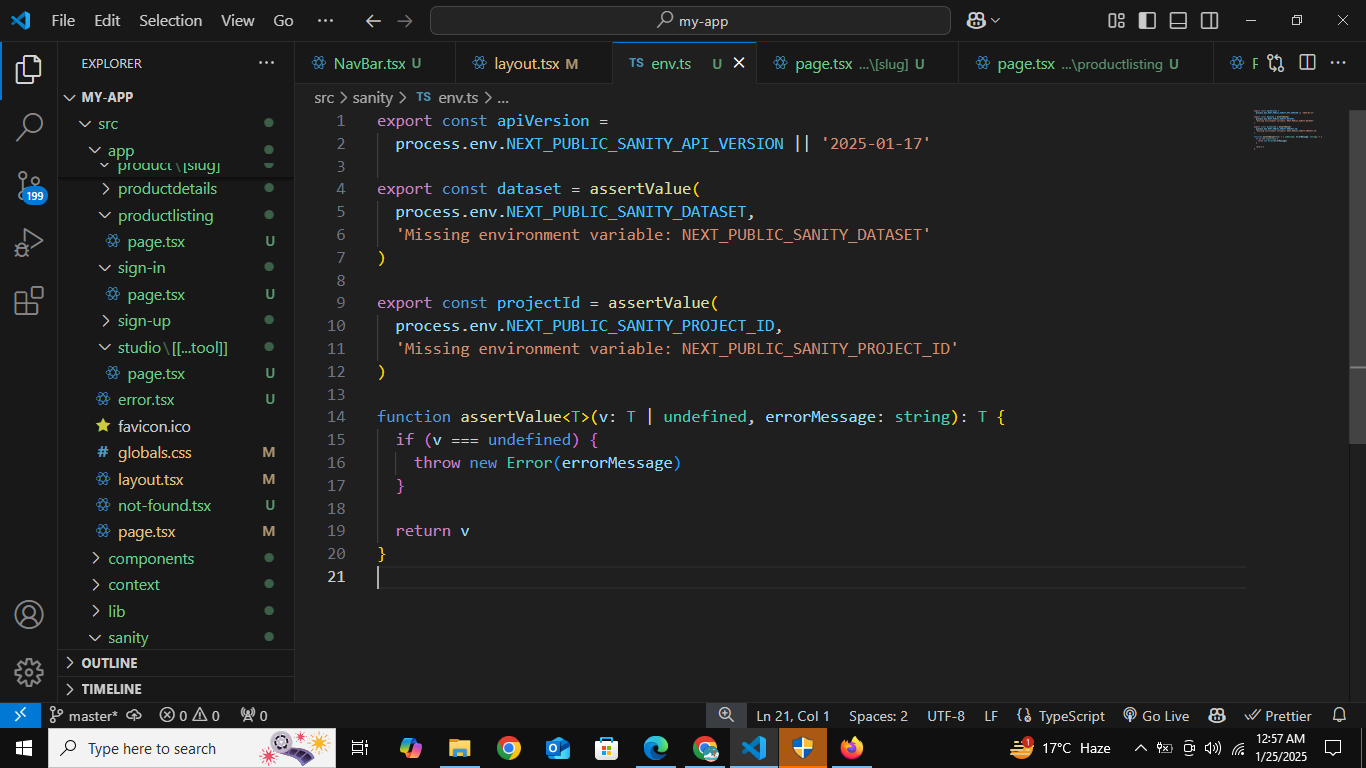 File Edit Selection View Go ··· my-app
EXPLORER ···
MY-APP
src
app
product\[slug]
productdetails
productlisting
page.tsx U
sign-in
page.tsx U
sign-up
studio\[[...tool]]
page.tsx U
error.tsx U
favicon.ico
# globals.css M
layout.tsx M
not-found.tsx U
page.tsx M
components
context
lib
sanity
OUTLINE
TIMELINE
199
NavBar.tsx U layout.tsx M TS env.ts U page.tsx ...\[slug] U page.tsx ...\productlisting U
src > sanity > TS env.ts > ...
1 export const apiVersion =
2 process.env.NEXT_PUBLIC_SANITY_API_VERSION || '2025-01-17'
3
4 export const dataset = assertValue(
5 process.env.NEXT_PUBLIC_SANITY_DATASET,
6 'Missing environment variable: NEXT_PUBLIC_SANITY_DATASET'
7 )
8
9 export const projectId = assertValue(
10 process.env.NEXT_PUBLIC_SANITY_PROJECT_ID,
11 'Missing environment variable: NEXT_PUBLIC_SANITY_PROJECT_ID'
12 )
13
14 function assertValue<T>(v: T | undefined, errorMessage: string): T {
15 if (v === undefined) {
16 throw new Error(errorMessage)
17 }
18
19 return v
20 }
21
master* 0 0 0 Ln 21, Col 1 Spaces: 2 UTF-8 LF {} TypeScript Go Live Prettier
Type here to search 1 17°C Haze 12:57 AM
1/25/2025